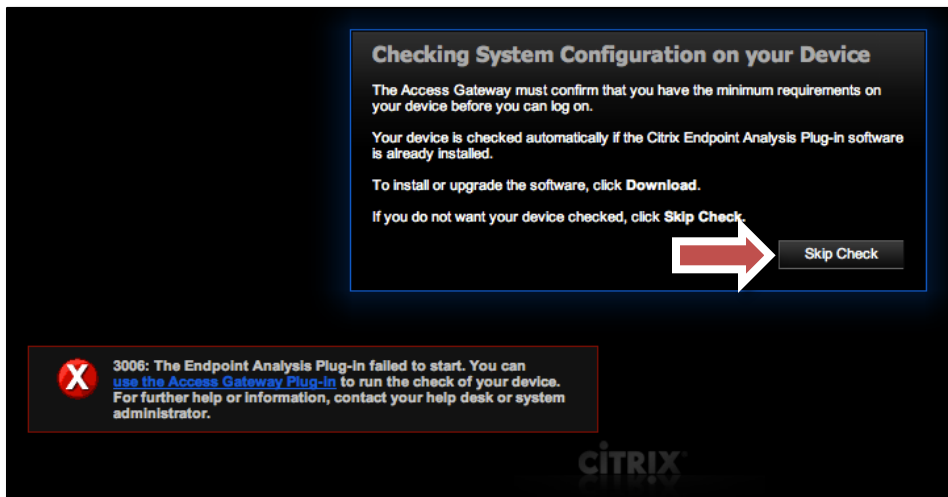 Checking System Configuration on your Device
The Access Gateway must confirm that you have the minimum requirements on
your device before you can log on.
Your device is checked automatically if the Citrix Endpoint Analysis Plug-in software
is already installed.
To install or upgrade the software, click Download.
If you do not want your device checked, click Skip Check.
Skip Check
3006: The Endpoint Analysis Plug-in failed to start. You can
use the Access Gateway Plug-in to run the check of your device.
For further help or information, contact your help desk or system
administrator.
CİTRIX